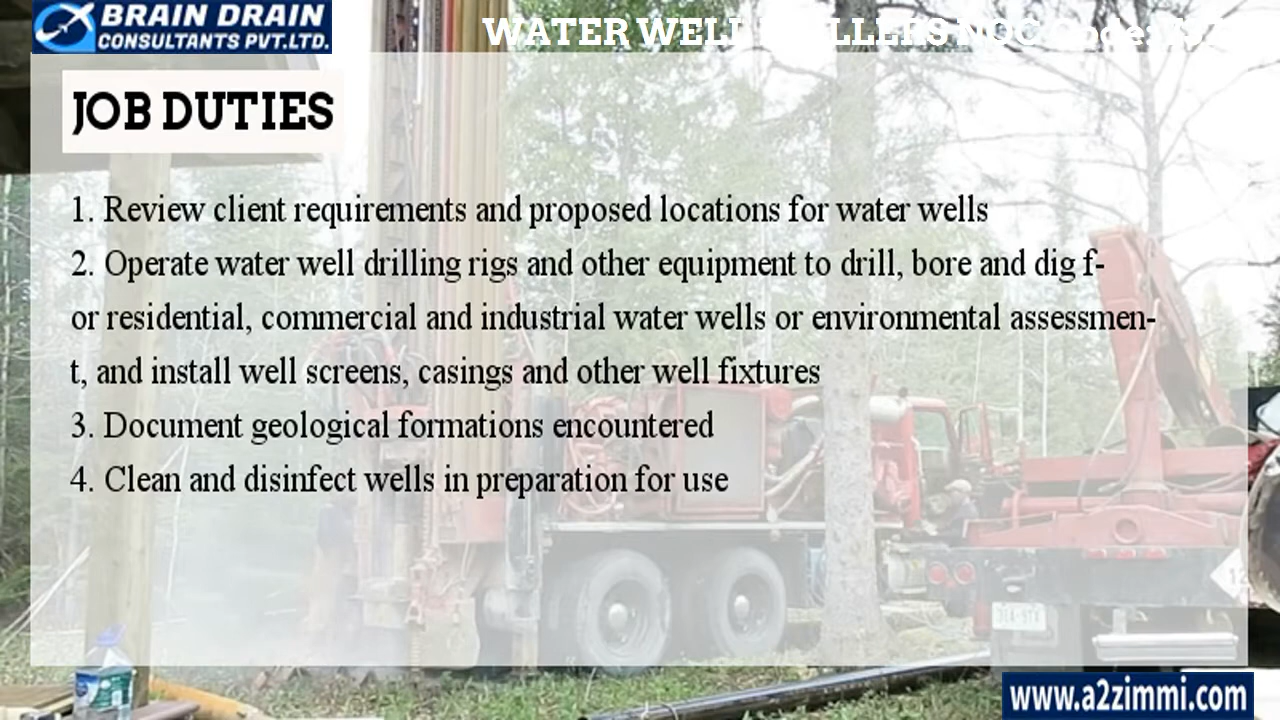 BRAIN DRAIN
CONSULTANTS PVT.LTD.
WATER WELL NOC
JOB DUTIES
1. Review client requirements and proposed locations for water wells
2. Operate water well drilling rigs and other equipment to drill, bore and dig f-
or residential, commercial and industrial water wells or environmental assessmen-
t, and install well screens, casings and other well fixtures
3. Document geological formations encountered
4. Clean and disinfect wells in preparation for use
12
www.a2zimmi.com